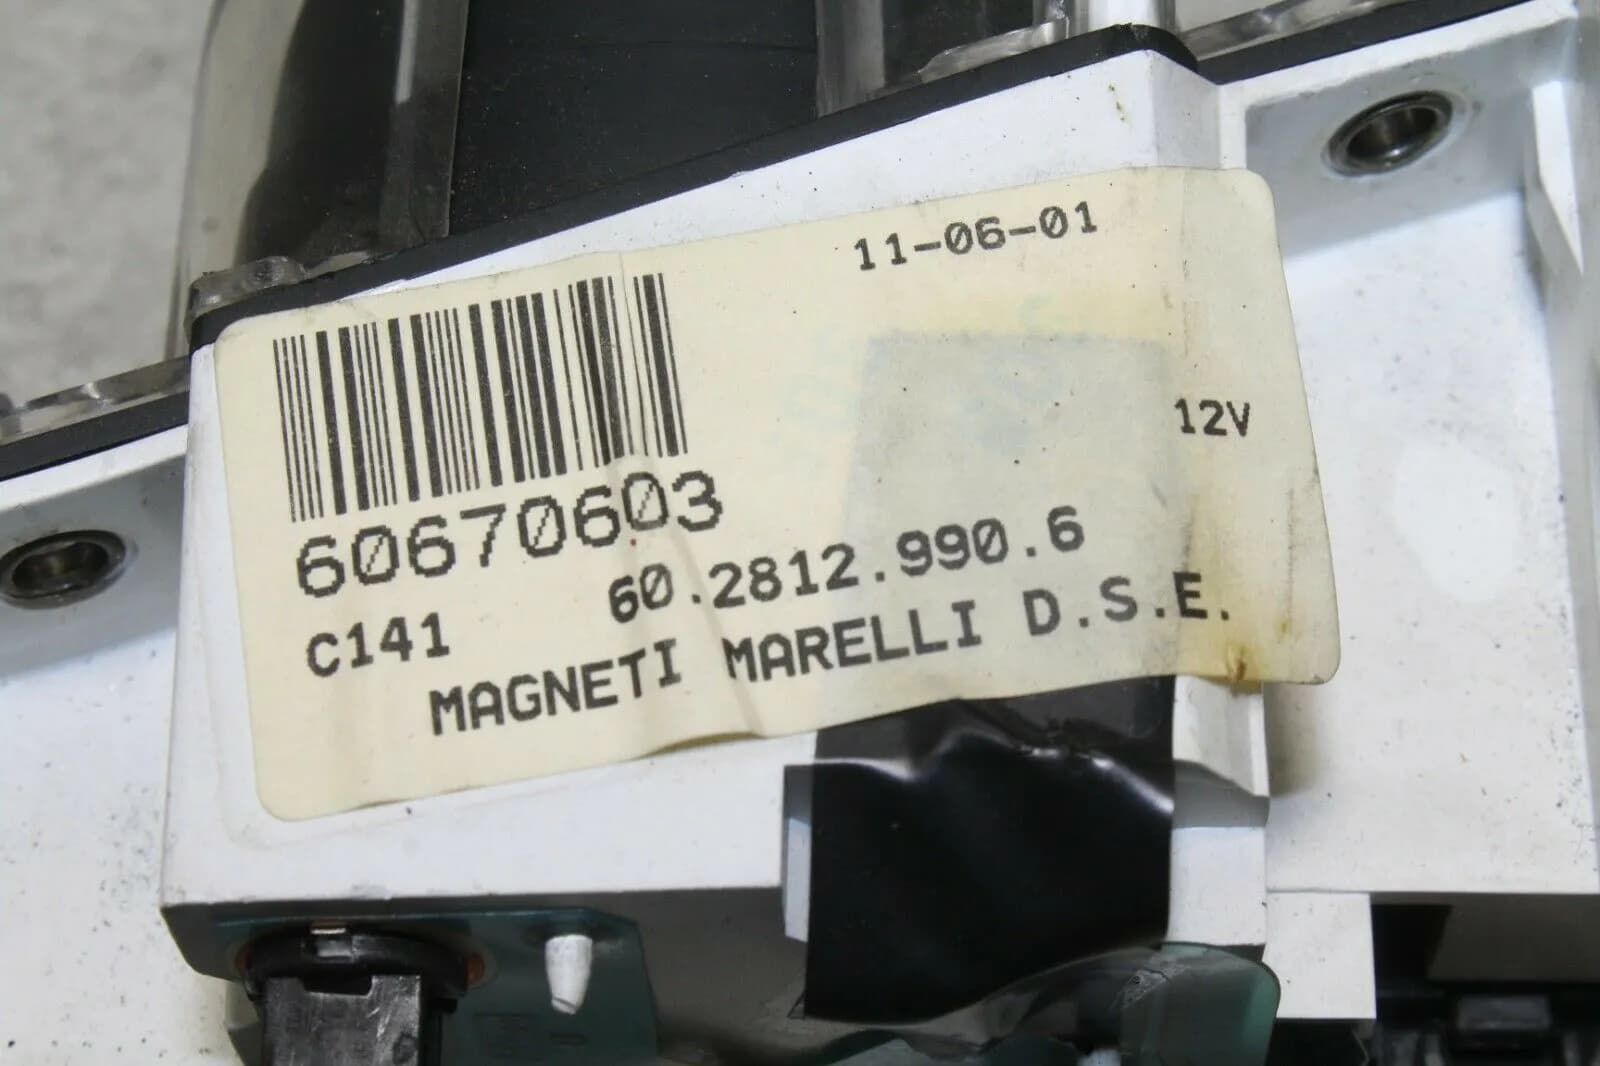 11-06-01
12V
60670603
60.2812.990.6
C141
MAGNETI MARELLI D.S.E.